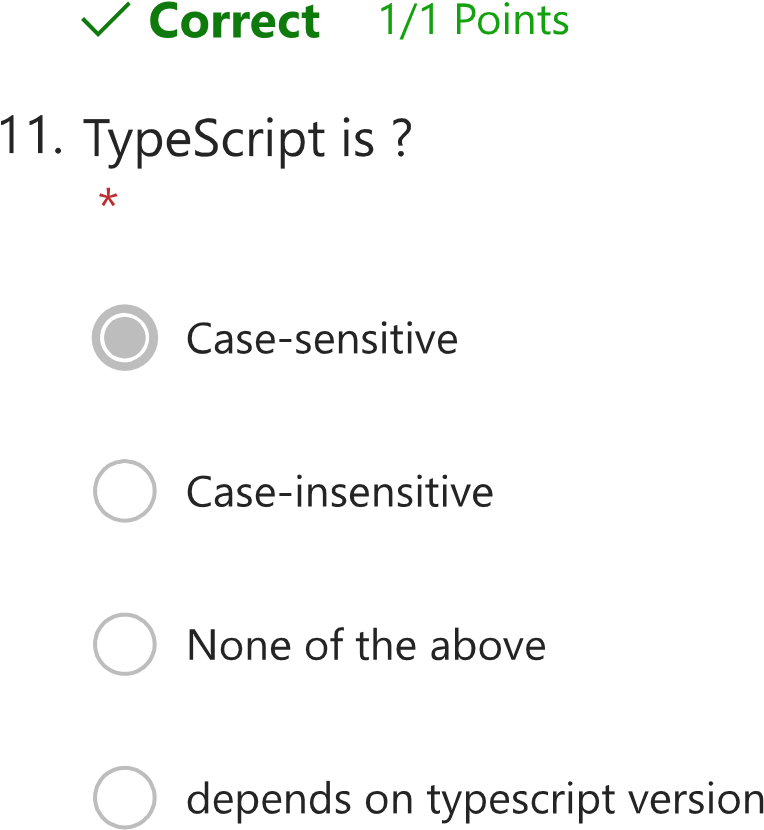 Correct 1/1 Points
11. TypeScript is ?
*
Case-sensitive
Case-insensitive
None of the above
depends on typescript version